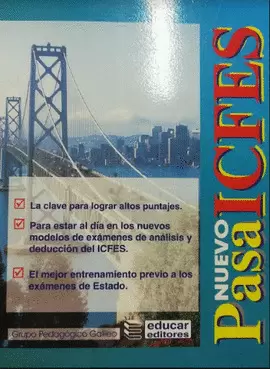 NUEVO
Pasa ICFES
La clave para lograr altos puntajes.
Para estar al día en los nuevos
modelos de exámenes de análisis y
deducción del ICFES.
El mejor entrenamiento previo a los
exámenes de Estado.
Grupo Pedagógico Galileo
educar
editores